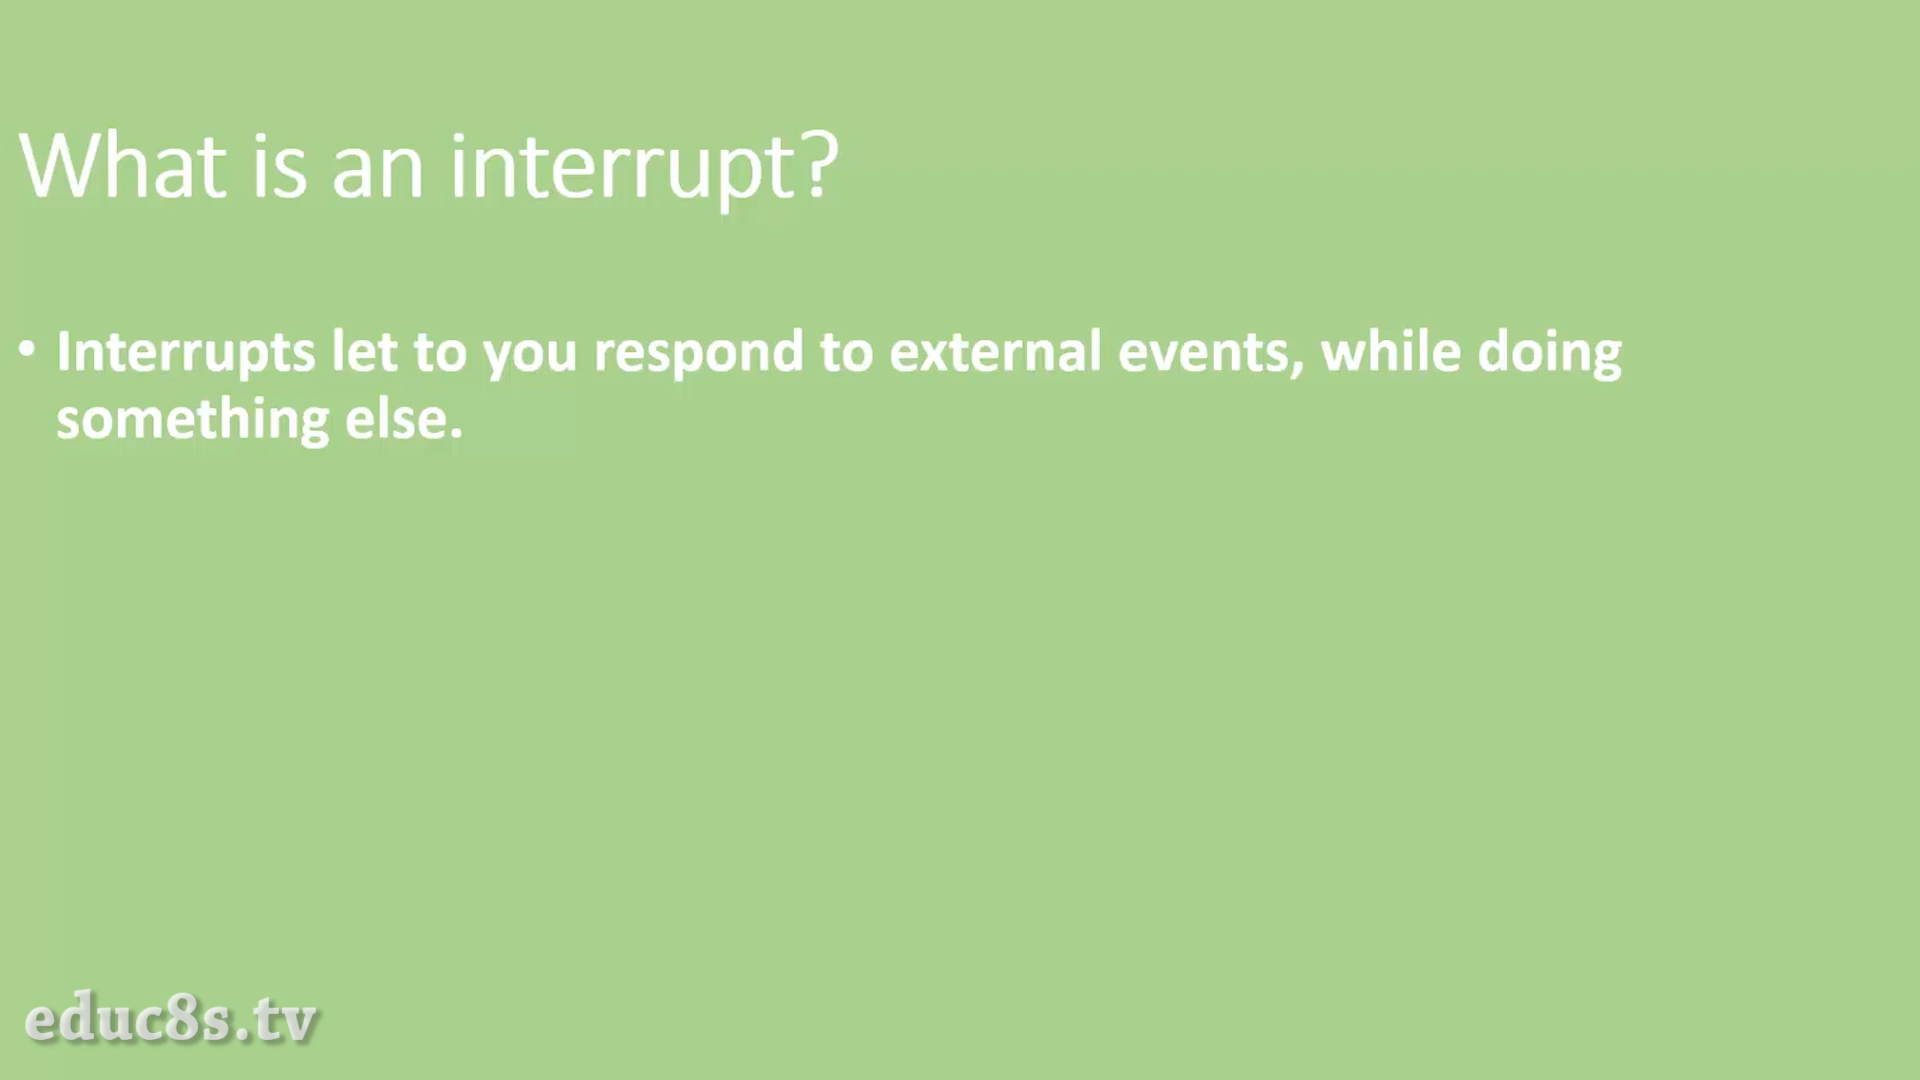 What is an interrupt?
• Interrupts let to you respond to external events, while doing
something else.
educ8s.tv